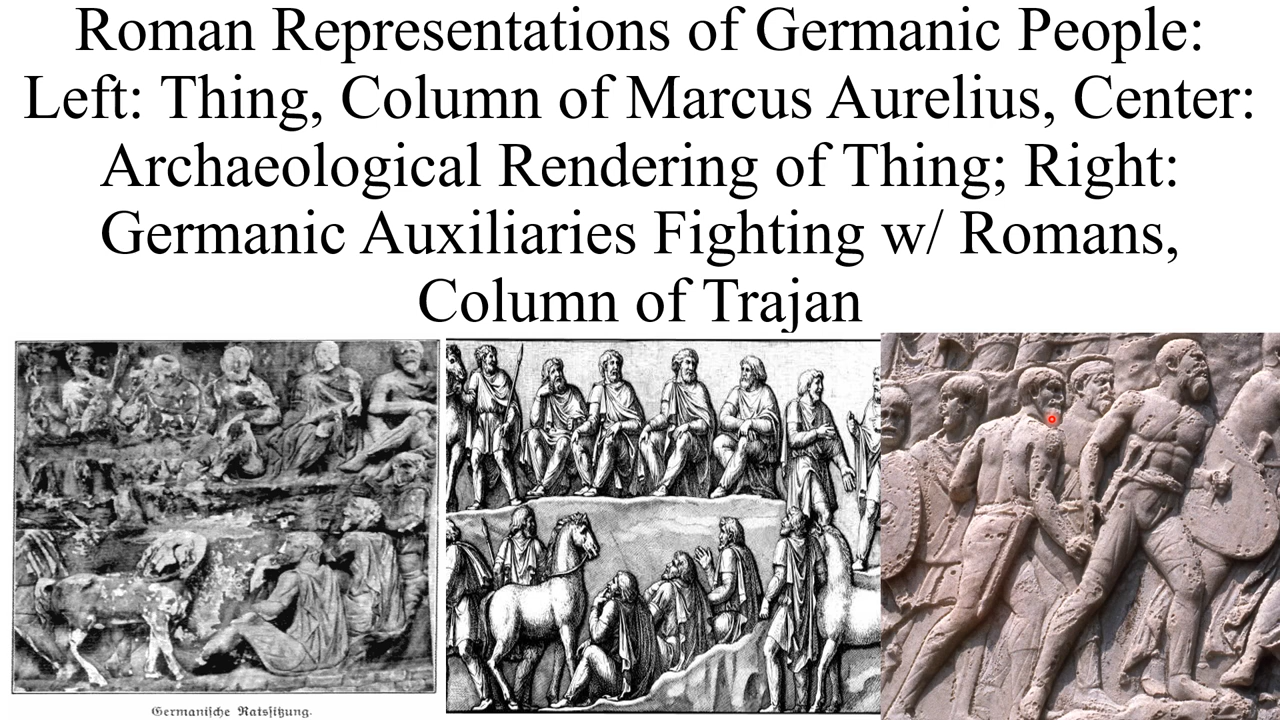 Roman Representations of Germanic People:
Left: Thing, Column of Marcus Aurelius, Center:
Archaeological Rendering of Thing; Right:
Germanic Auxiliaries Fighting w/ Romans,
Column of Trajan
Germaniſche Ratsſitzung.